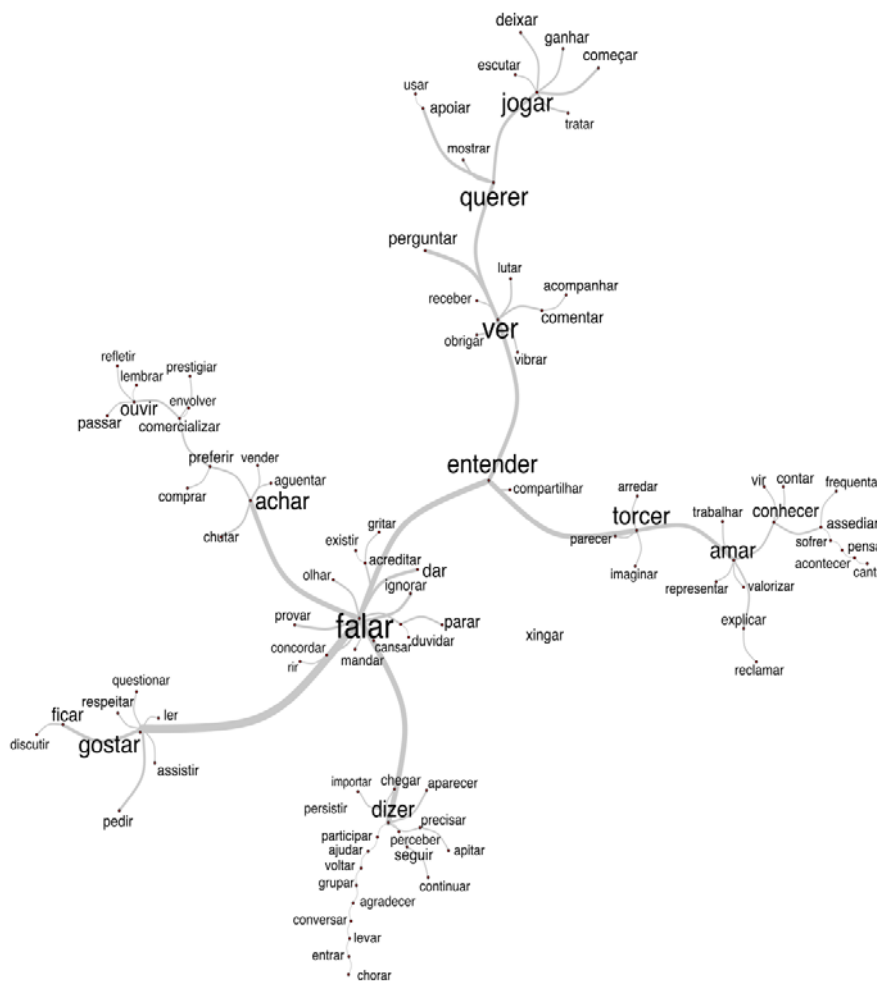 deixar
ganhar
começar
escutar
usar
jogar
apoiar
tratar
mostrar
querer
perguntar
lutar
acompanhar
receber
comentar
ver
obrigar
vibrar
refletir
lembrar
prestigiar
ouvir
envolver
passar
comercializar
preferir
vender
aguentar
comprar
achar
chutar
entender
compartilhar
arredar
vir
contar
frequenta
torcer
trabalhar
conhecer
assediar
parecer
sofrer
pensa
amar
acontecer
cant
imaginar
representar
valorizar
explicar
reclamar
gritar
existir
acreditar
olhar
dar
ignorar
provar
falar
parar
duvidar
cansar
concordar
mandar
rir
xingar
questionar
respeitar
ler
ficar
discutir
gostar
assistir
pedir
importar
chegar
aparecer
persistir
dizer
precisar
participar
perceber
ajudar
seguir
apitar
voltar
grupar
continuar
agradecer
conversar
levar
entrar
chorar